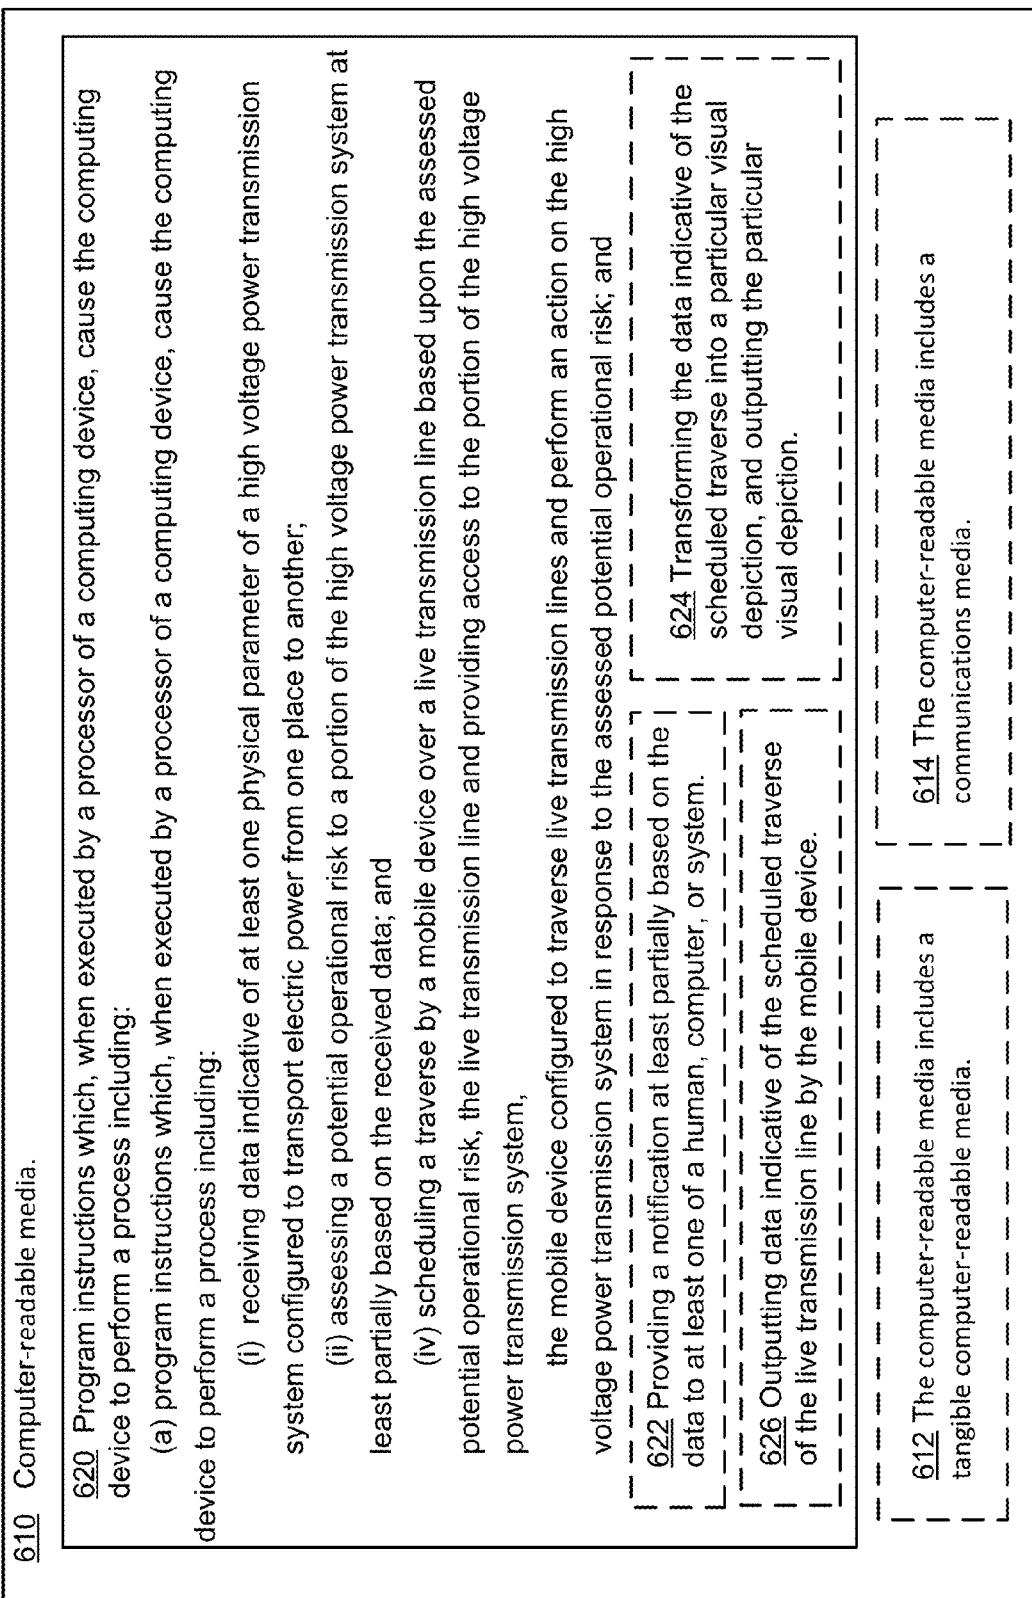 610 Computer-readable media.
620 Program instructions which, when executed by a processor of a computing device, cause the computing
device to perform a process including:
(a) program instructions which, when executed by a processor of a computing device, cause the computing
device to perform a process including:
(i) receiving data indicative of at least one physical parameter of a high voltage power transmission
system configured to transport electric power from one place to another;
(ii) assessing a potential operational risk to a portion of the high voltage power transmission system at
least partially based on the received data; and
(iv) scheduling a traverse by a mobile device over a live transmission line based upon the assessed
potential operational risk, the live transmission line and providing access to the portion of the high voltage
power transmission system,
the mobile device configured to traverse live transmission lines and perform an action on the high
voltage power transmission system in response to the assessed potential operational risk; and
622 Providing a notification at least partially based on the
data to at least one of a human, computer, or system.
626 Outputting data indicative of the scheduled traverse
of the live transmission line by the mobile device.
624 Transforming the data indicative of the
scheduled traverse into a particular visual
depiction, and outputting the particular
visual depiction.
612 The computer-readable media includes a
tangible computer-readable media.
614 The computer-readable media includes a
communications media.